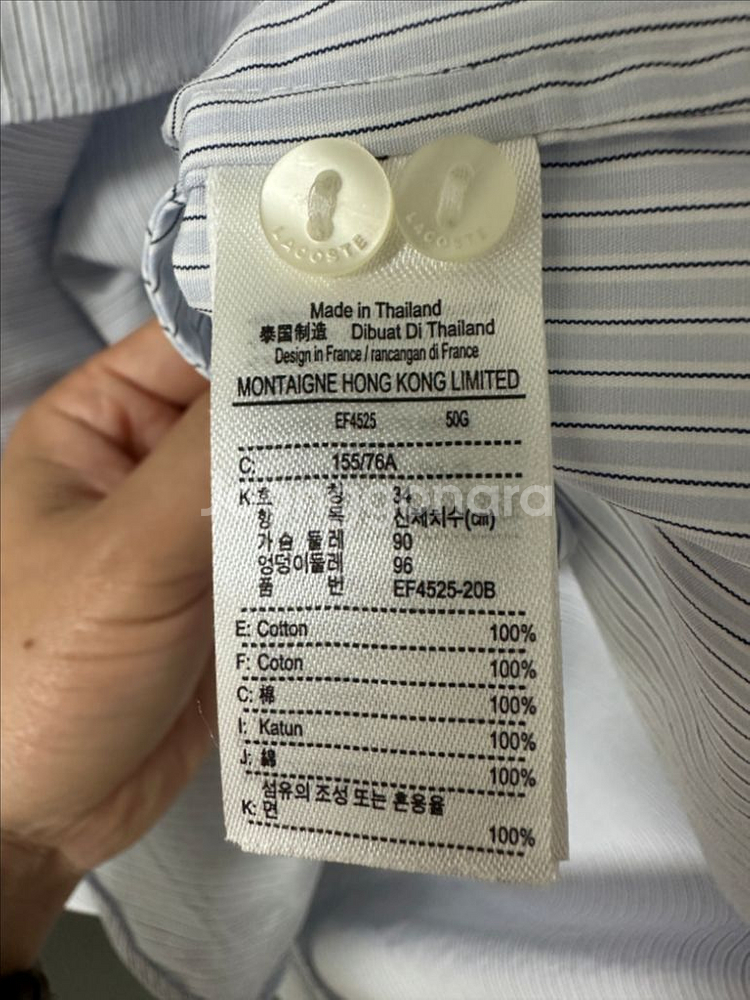 LACOSTE LACOSTE
Made in Thailand
泰国制造 Dibuat Di Thailand
Design in France / rancangan di France
MONTAIGNE HONG KONG LIMITED
EF4525 50G
C: 155/76A
K: 호 칭 34
항 목 신체치수(cm)
가 슴 둘 레 90
엉덩이둘레 96
품 번 EF4525-20B
E: Cotton 100%
F: Coton 100%
C: 棉 100%
I: Katun 100%
J: 綿 100%
섬유의 조성 또는 혼용율
K: 면 100%